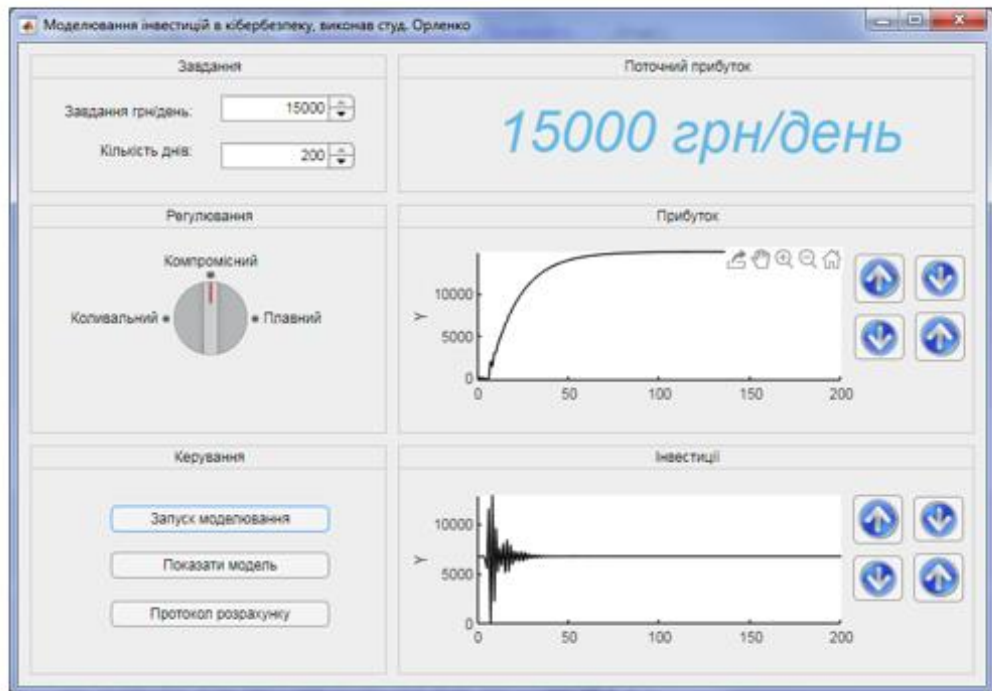 Моделювання інвестицій в кібербезпеку, виконав студ. Орленко
Завдання
Завдання грн/день:
15000
Кількість днів:
200
Поточний прибуток
15000 грн/день
Регулювання
Компромісний
Коливальний
Плавний
Прибуток
Y
10000
5000
0
0 50 100 150 200
Керування
Запуск моделювання
Показати модель
Протокол розрахунку
Інвестиції
Y
10000
5000
0
0 50 100 150 200